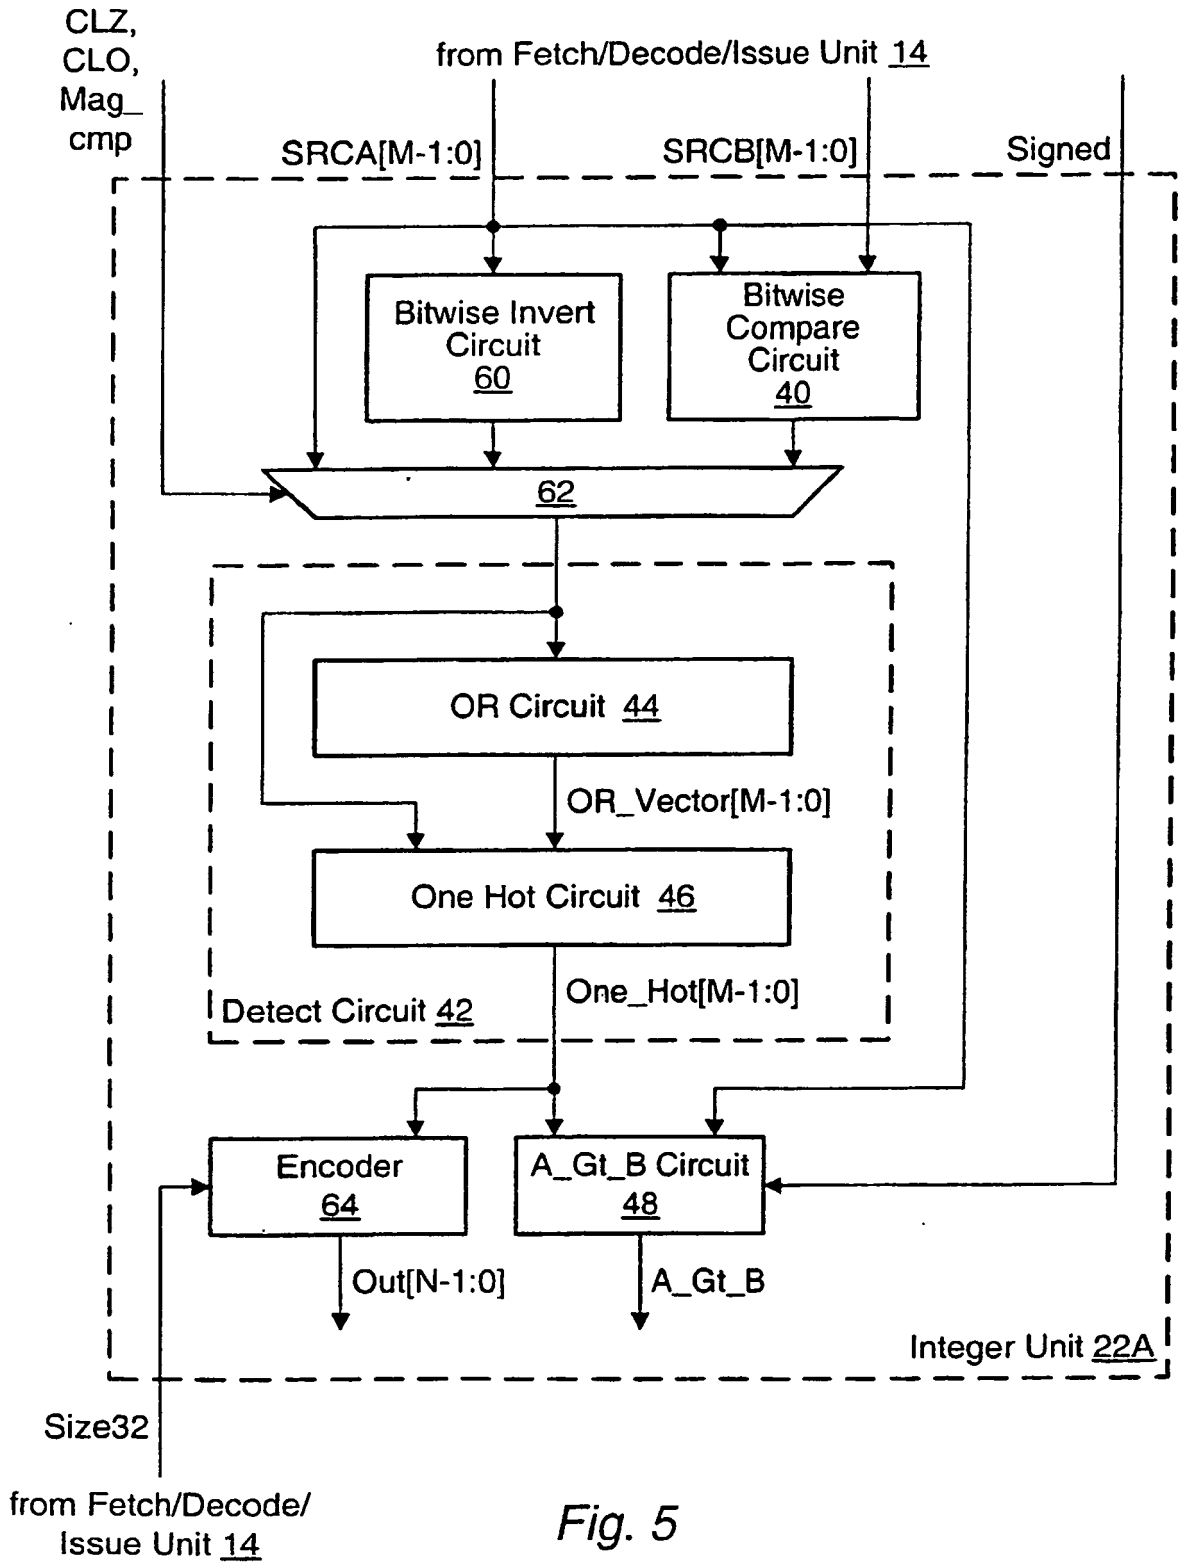 CLZ,
CLO,
Mag_
cmp
from Fetch/Decode/Issue Unit 14
SRCA[M-1:0]
SRCB[M-1:0]
Signed
Bitwise Invert
Circuit
60
Bitwise
Compare
Circuit
40
62
OR Circuit 44
OR_Vector[M-1:0]
One Hot Circuit 46
One_Hot[M-1:0]
Detect Circuit 42
Encoder
64
A_Gt_B Circuit
48
Out[N-1:0]
A_Gt_B
Integer Unit 22A
Size32
from Fetch/Decode/
Issue Unit 14
Fig. 5